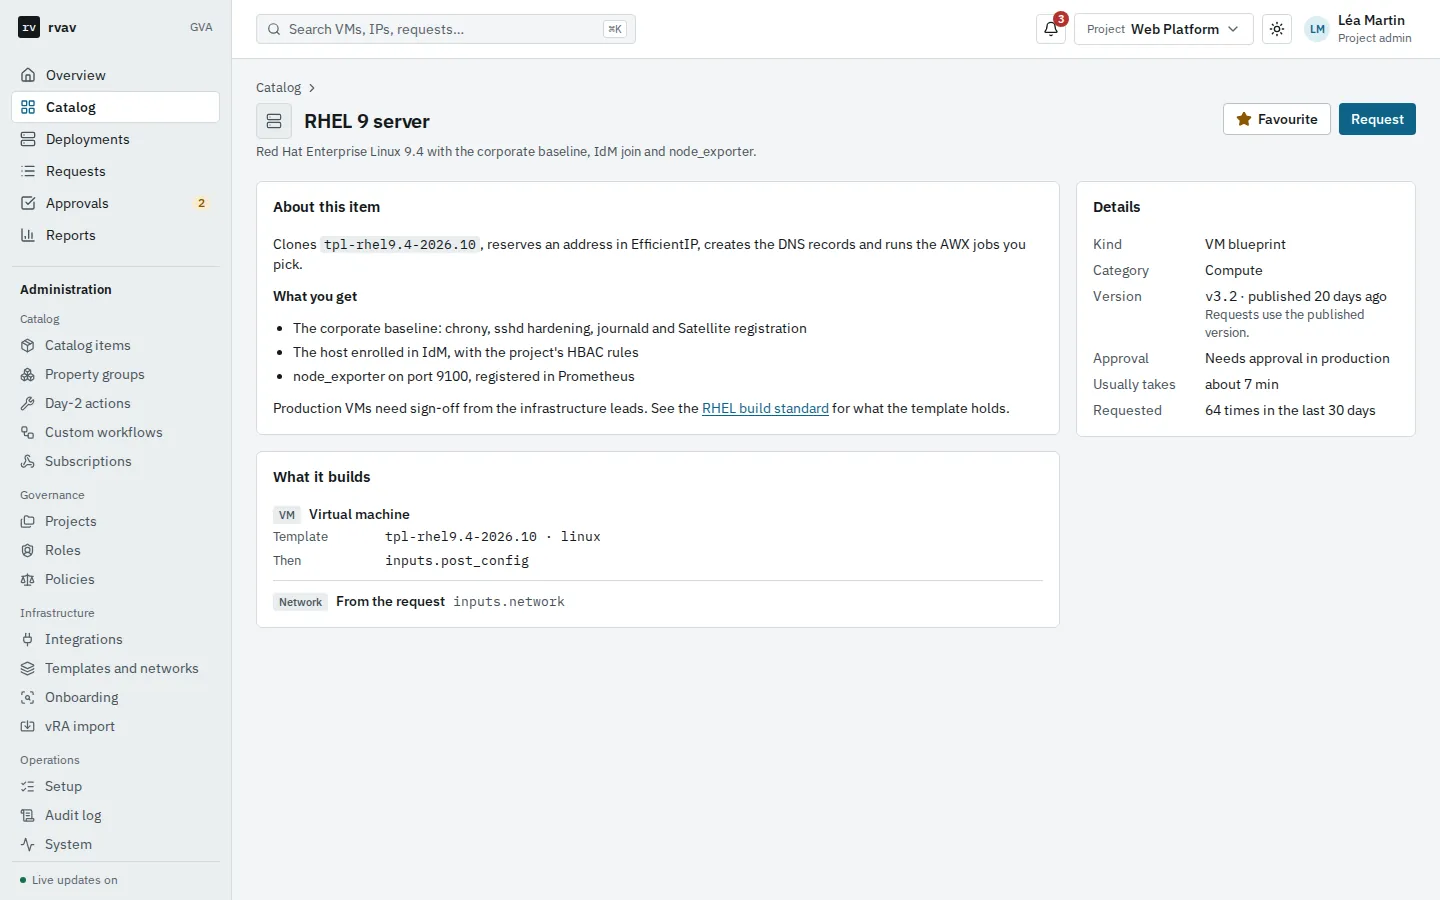 rv rvav GVA
Search VMs, IPs, requests... ⌘K
3
Project Web Platform
LM
Léa Martin
Project admin
Overview
Catalog
Deployments
Requests
Approvals 2
Reports
Administration
Catalog
Catalog items
Property groups
Day-2 actions
Custom workflows
Subscriptions
Governance
Projects
Roles
Policies
Infrastructure
Integrations
Templates and networks
Onboarding
vRA import
Operations
Setup
Audit log
System
Live updates on
Catalog
RHEL 9 server
Favourite
Request
Red Hat Enterprise Linux 9.4 with the corporate baseline, IdM join and node_exporter.
About this item
Clones tpl-rhel9.4-2026.10, reserves an address in EfficientIP, creates the DNS records and runs the AWX jobs you
pick.
What you get
• The corporate baseline: chrony, sshd hardening, journald and Satellite registration
• The host enrolled in IdM, with the project's HBAC rules
• node_exporter on port 9100, registered in Prometheus
Production VMs need sign-off from the infrastructure leads. See the RHEL build standard for what the template holds.
What it builds
VM Virtual machine
Template tpl-rhel9.4-2026.10 · linux
Then inputs.post_config
Network From the request inputs.network
Details
Kind VM blueprint
Category Compute
Version v3.2 · published 20 days ago
Requests use the published
version.
Approval Needs approval in production
Usually takes about 7 min
Requested 64 times in the last 30 days